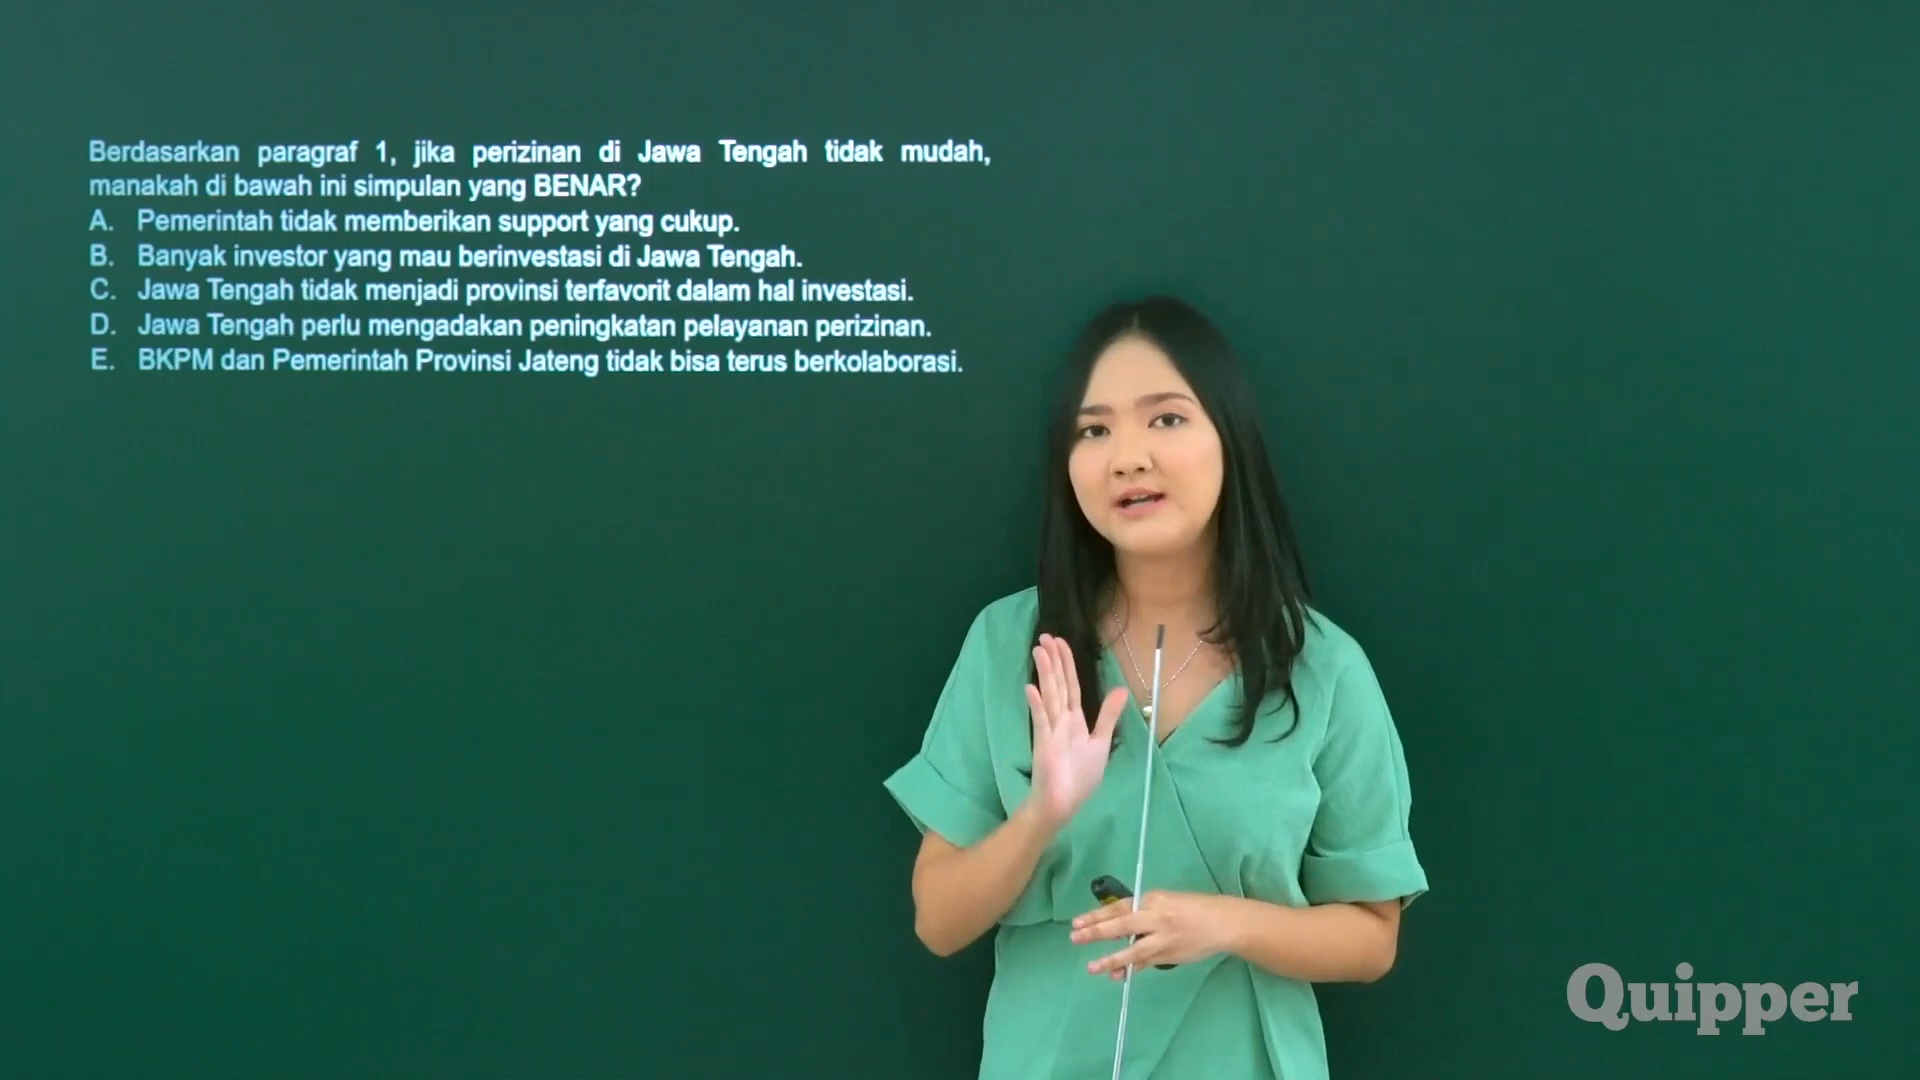 Berdasarkan paragraf 1, jika perizinan di Jawa Tengah tidak mudah,
manakah di bawah ini simpulan yang BENAR?
A. Pemerintah tidak memberikan support yang cukup.
B. Banyak investor yang mau berinvestasi di Jawa Tengah.
C. Jawa Tengah tidak menjadi provinsi terfavorit dalam hal investasi.
D. Jawa Tengah perlu mengadakan peningkatan pelayanan perizinan.
E. BKPM dan Pemerintah Provinsi Jateng tidak bisa terus berkolaborasi.
Quipper